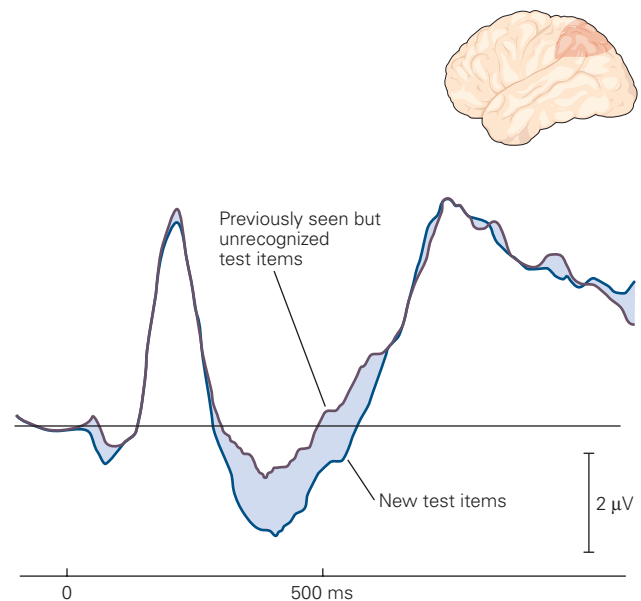 Previously seen but
unrecognized
test items
New test items
2 μV
0
500 ms